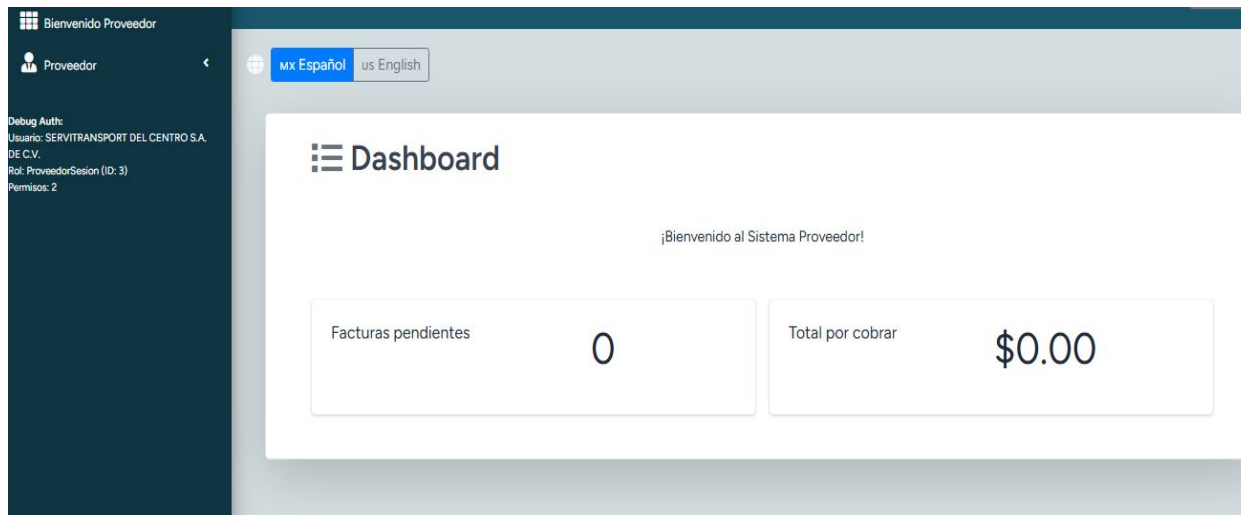 Bienvenido Proveedor
Proveedor
Debug Auth:
Usuario: SERVITRANSPORT DEL CENTRO S.A.
DE C.V.
Rol: ProveedorSesion (ID: 3)
Permisos: 2
MX Español US English
Dashboard
¡Bienvenido al Sistema Proveedor!
Facturas pendientes
0
Total por cobrar
$0.00